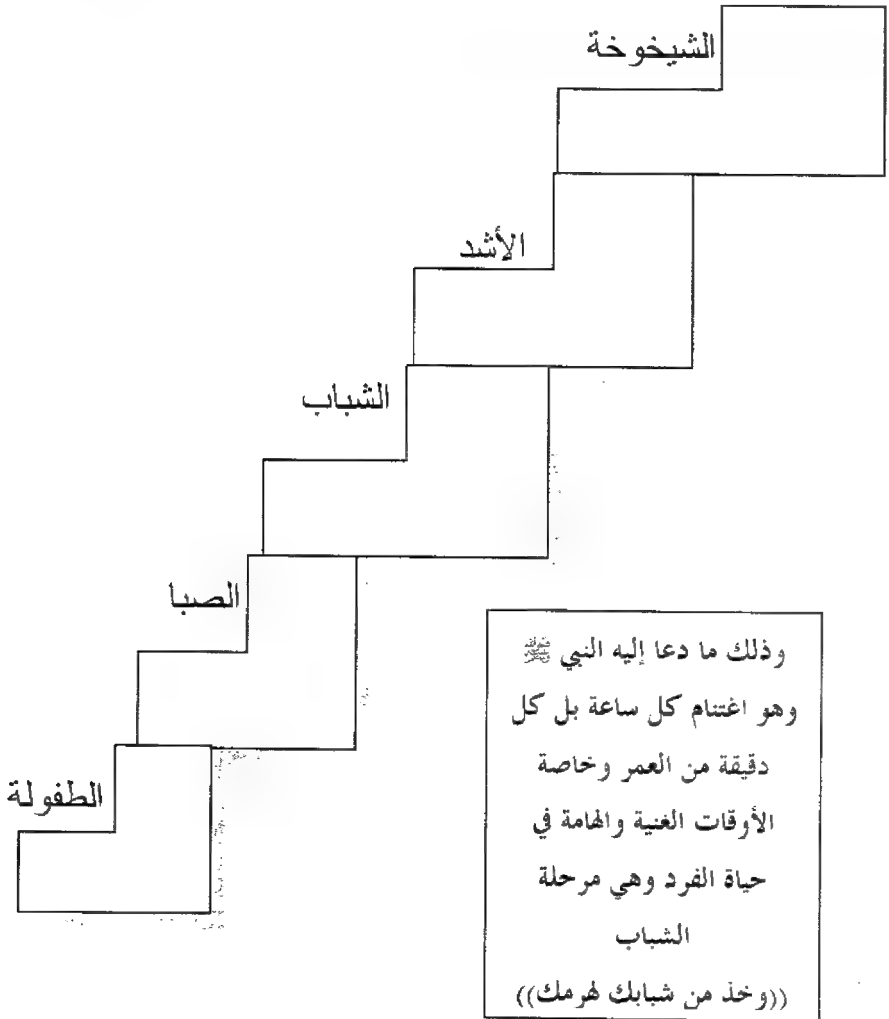 الشيخوخة
الأشد
الشباب
الصبا
الطفولة
وذلك ما دعا إليه النبي ﷺ
وهو اغتنام كل ساعة بل كل
دقيقة من العمر وخاصة
الأوقات الغنية والهامة في
حياة الفرد وهي مرحلة
الشباب
((وخذ من شبابك لهرمك))